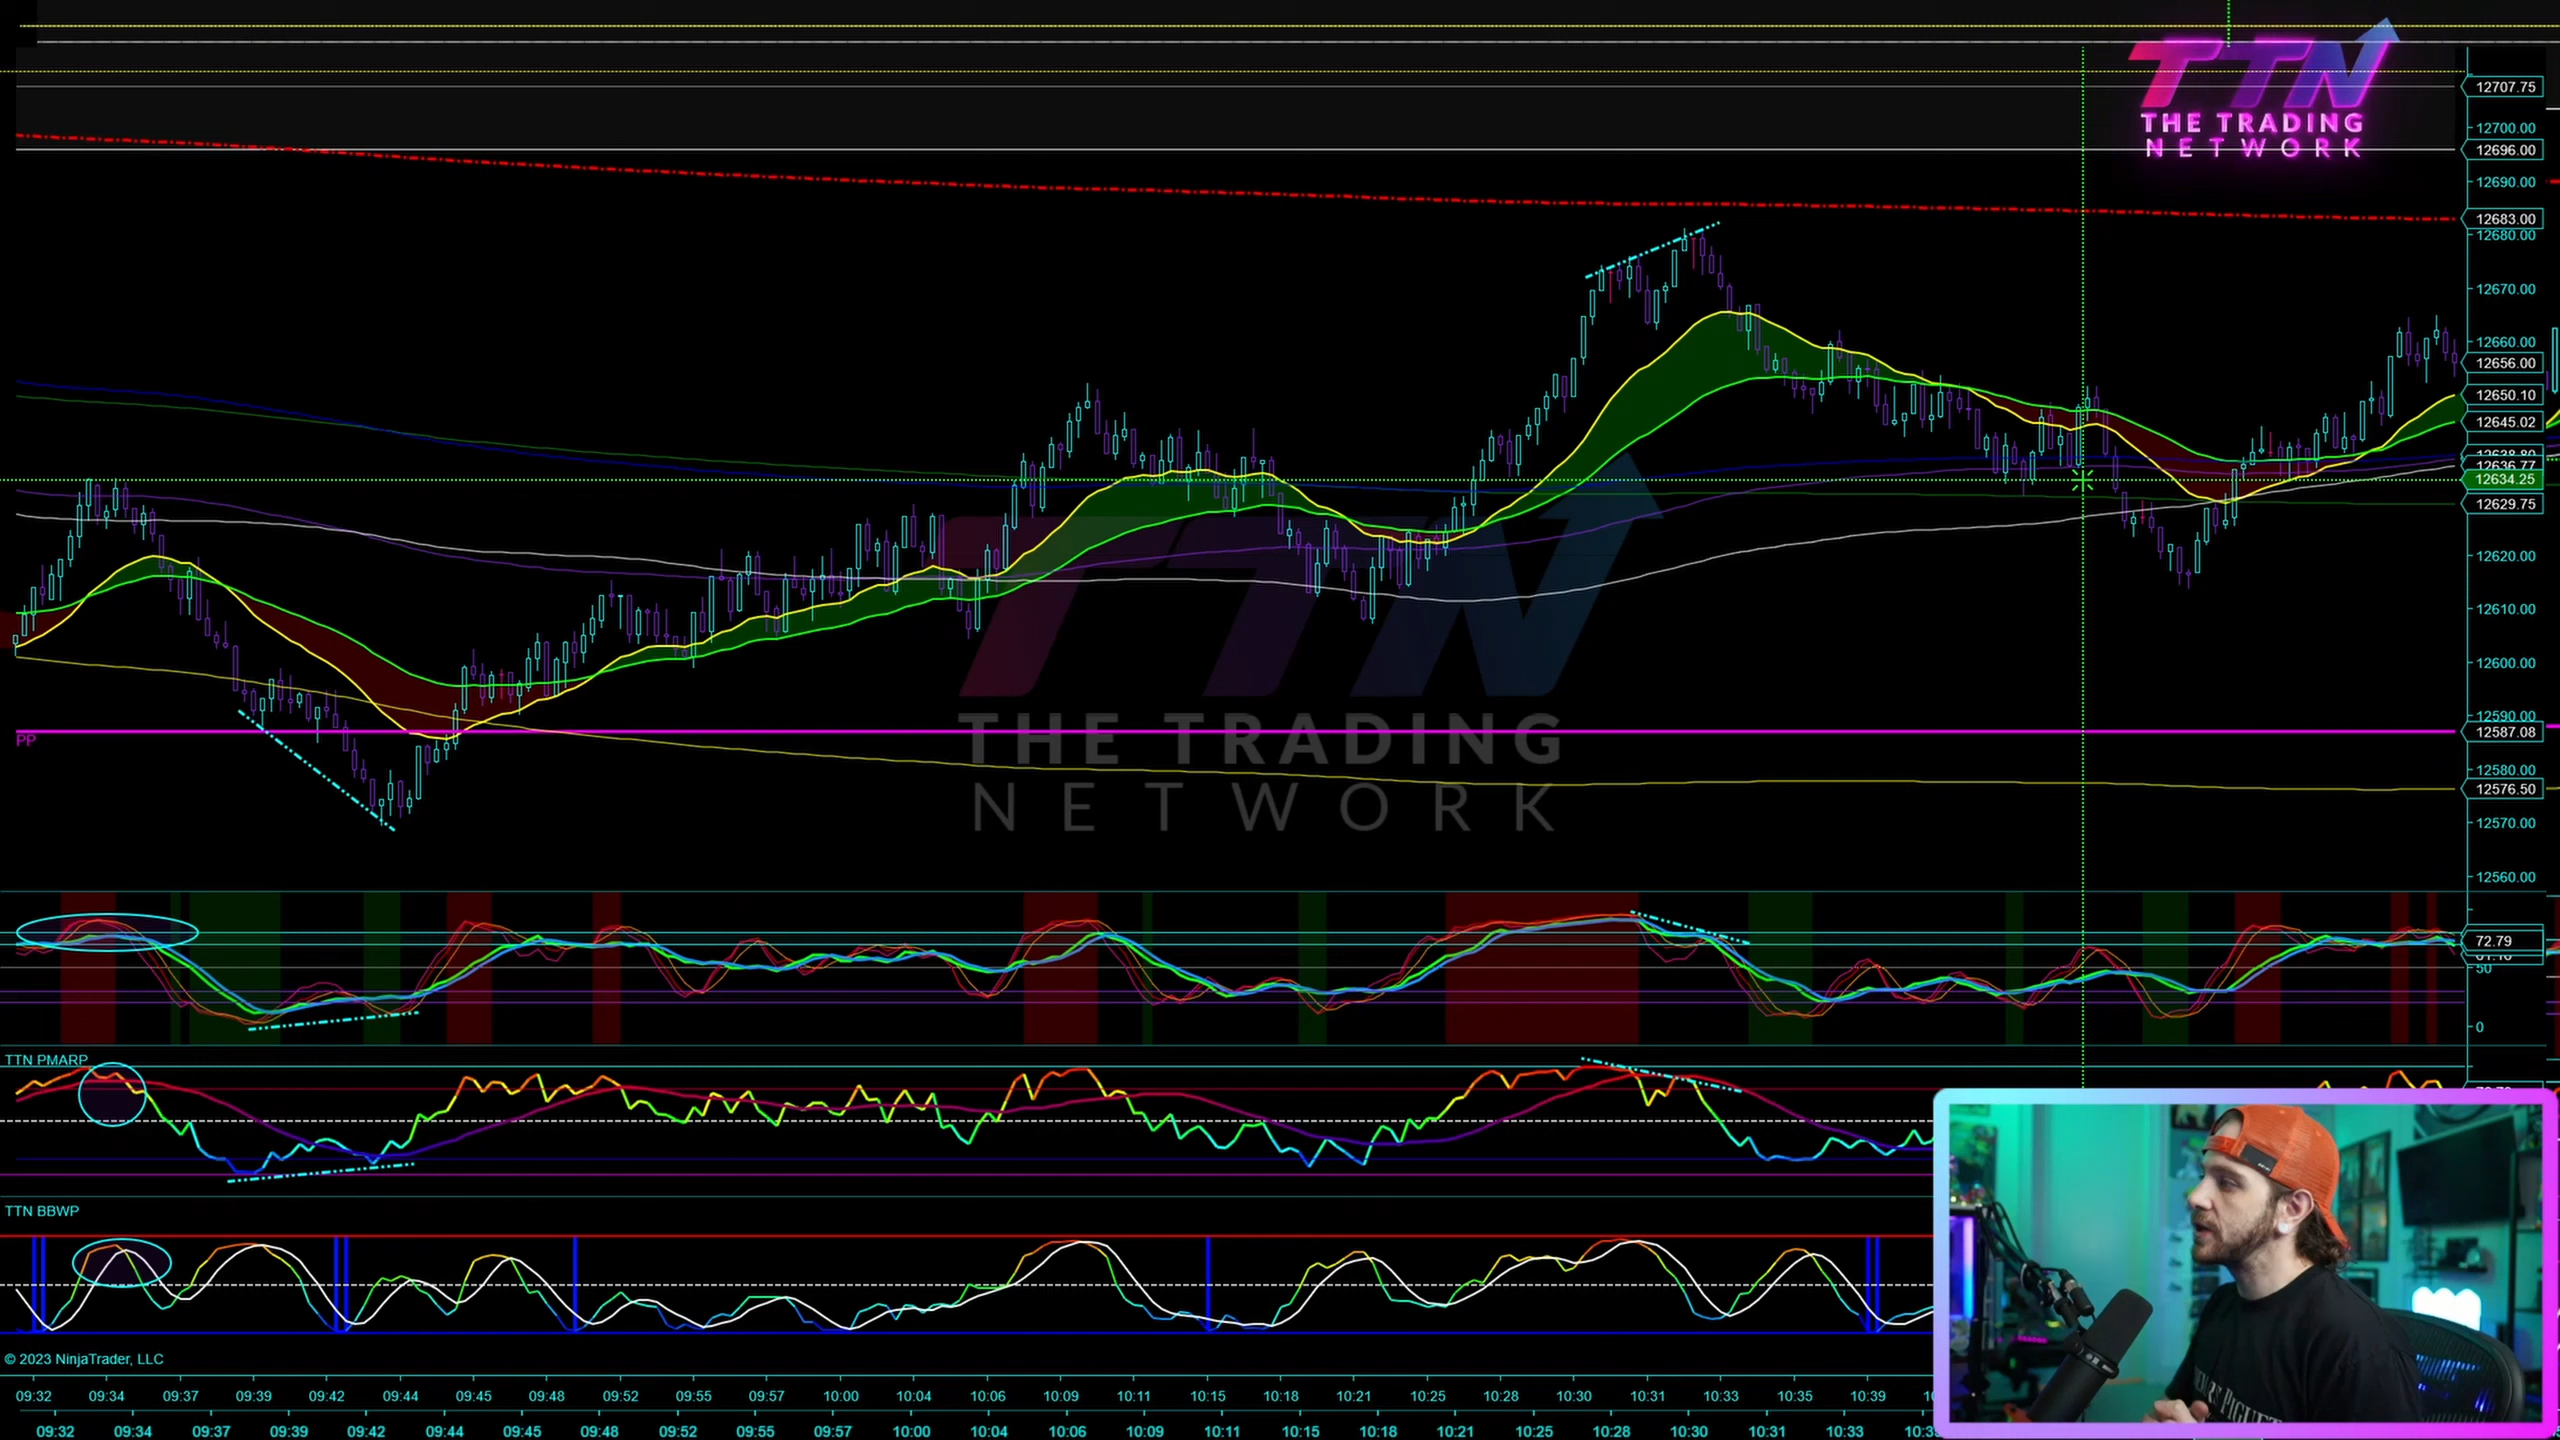 TTN
THE TRADING
NETWORK
12707.75
12700.00
12696.00
12690.00
12683.00
12680.00
12670.00
12660.00
12656.00
12650.10
12645.02
12636.77
12634.25
12629.75
12620.00
12610.00
12600.00
12590.00
PP
12587.08
12580.00
12576.50
12570.00
12560.00
TTN
THE TRADING
NETWORK
72.79
50
0
TTN PMARP
TTN BBWP
© 2023 NinjaTrader, LLC
09:32 09:34 09:37 09:39 09:42 09:44 09:45 09:48 09:52 09:55 09:57 10:00 10:04 10:06 10:09 10:11 10:15 10:18 10:21 10:25 10:28 10:30 10:31 10:33 10:35 10:39
09:32 09:34 09:37 09:39 09:42 09:44 09:45 09:48 09:52 09:55 09:57 10:00 10:04 10:06 10:09 10:11 10:15 10:18 10:21 10:25 10:28 10:30 10:31 10:33